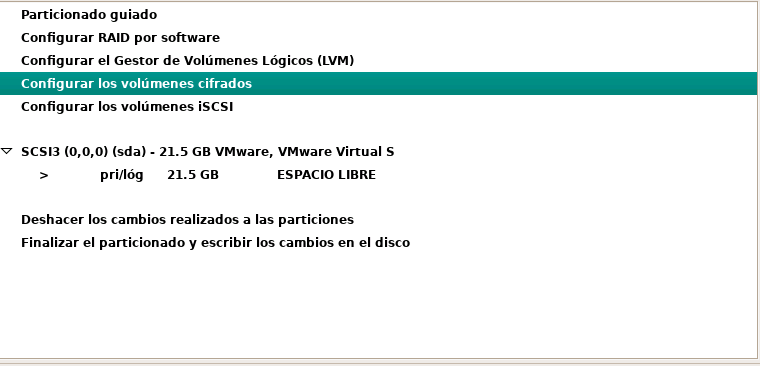 Particionado guiado
Configurar RAID por software
Configurar el Gestor de Volúmenes Lógicos (LVM)
Configurar los volúmenes cifrados
Configurar los volúmenes iSCSI
SCSI3 (0,0,0) (sda) - 21.5 GB VMware, VMware Virtual S
> pri/lóg 21.5 GB ESPACIO LIBRE
Deshacer los cambios realizados a las particiones
Finalizar el particionado y escribir los cambios en el disco